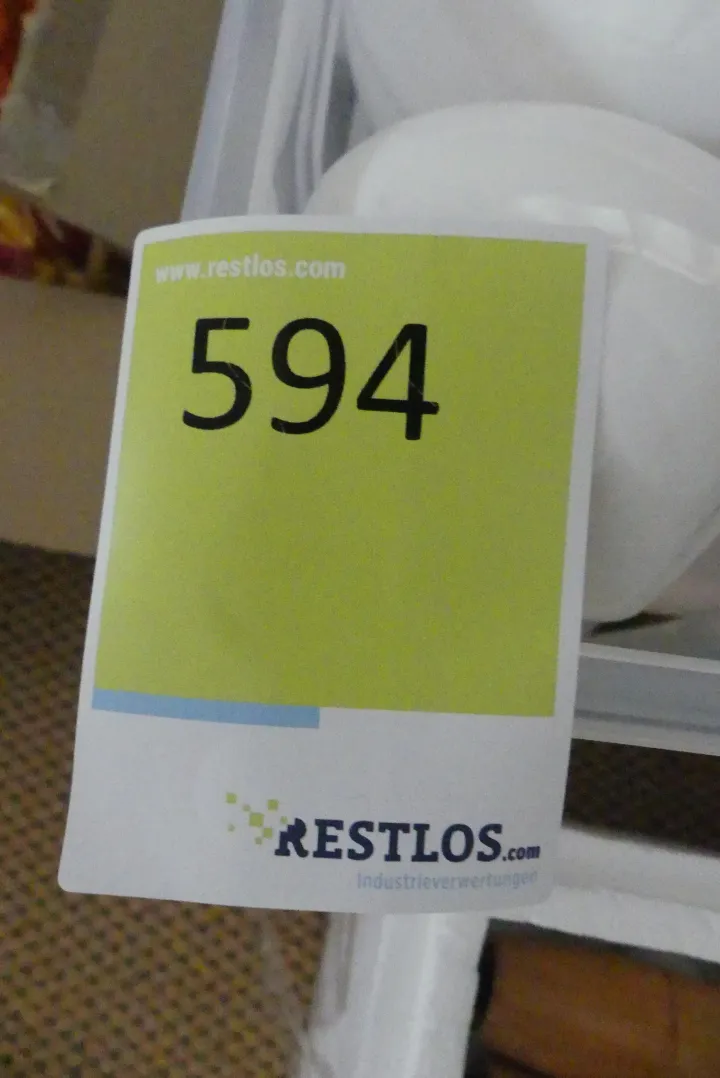 www.restlos.com
594
RESTLOS.com
Industrieverwertungen